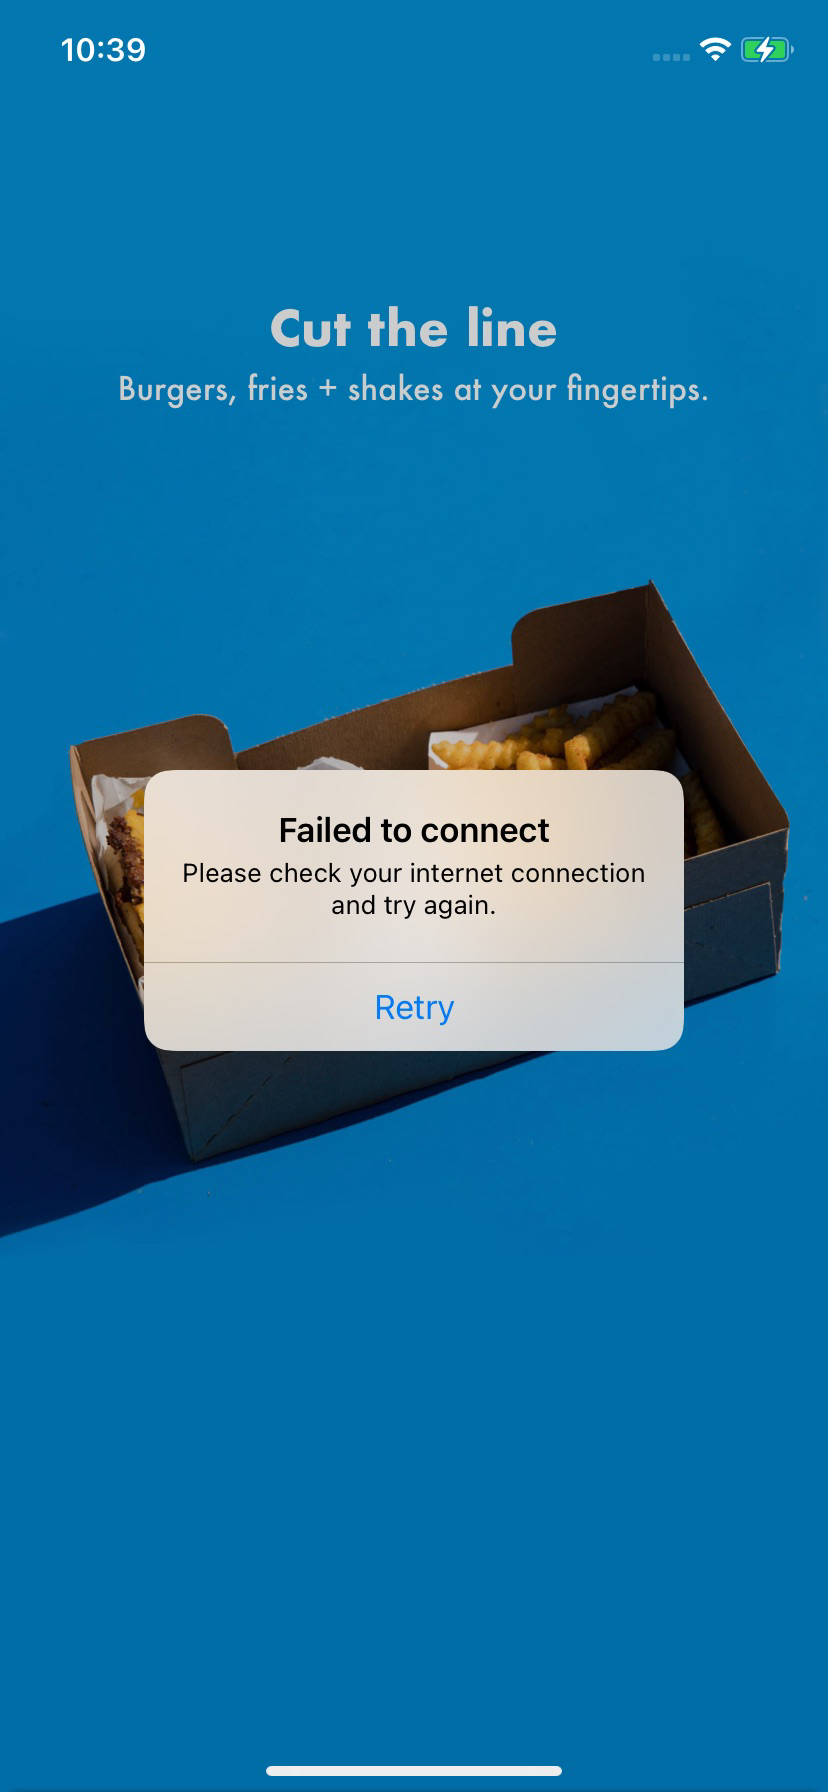 10:39
Cut the line
Burgers, fries + shakes at your fingertips.
Failed to connect
Please check your internet connection
and try again.
Retry